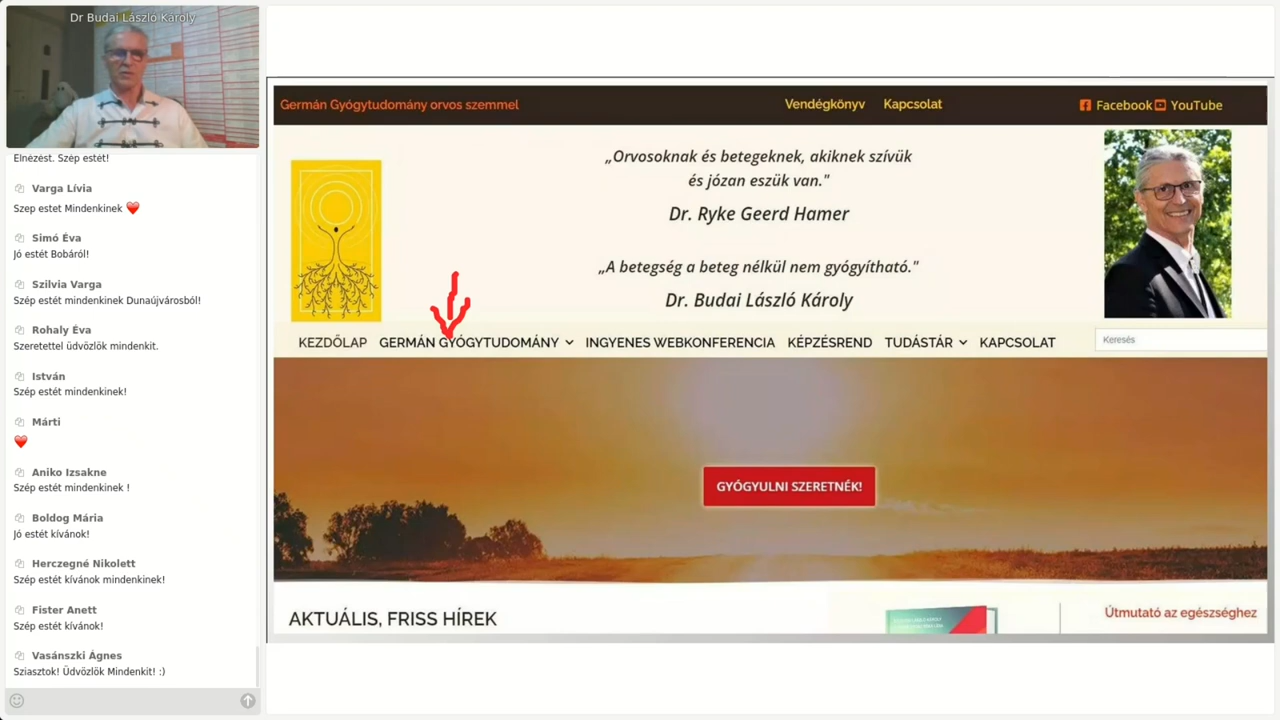 Dr Budai László Károly
Elnézést. Szép estét!
Varga Lívia
Szep estet Mindenkinek
Simó Éva
Jó estét Bobáról!
Szilvia Varga
Szép estét mindenkinek Dunaújvárosból!
Rohaly Éva
Szeretettel üdvözlök mindenkit.
István
Szép estét mindenkinek!
Márti
Aniko Izsakne
Szép estét mindenkinek !
Boldog Mária
Jó estét kívánok!
Herczegné Nikolett
Szép estét kívánok mindenkinek!
Fister Anett
Szép estét kívánok!
Vasánszki Ágnes
Sziasztok! Üdvözlök Mindenkit! :)
Germán Gyógytudomány orvos szemmel
Vendégkönyv Kapcsolat
Facebook YouTube
„Orvosoknak és betegeknek, akiknek szívük
és józan eszük van."
Dr. Ryke Geerd Hamer
„A betegség a beteg nélkül nem gyógyítható."
Dr. Budai László Károly
KEZDŐLAP GERMÁN GYÓGYTUDOMÁNY INGYENES WEBKONFERENCIA KÉPZÉSREND TUDÁSTÁR KAPCSOLAT
Keresés
GYÓGYULNI SZERETNÉK!
AKTUÁLIS, FRISS HÍREK
Útmutató az egészséghez